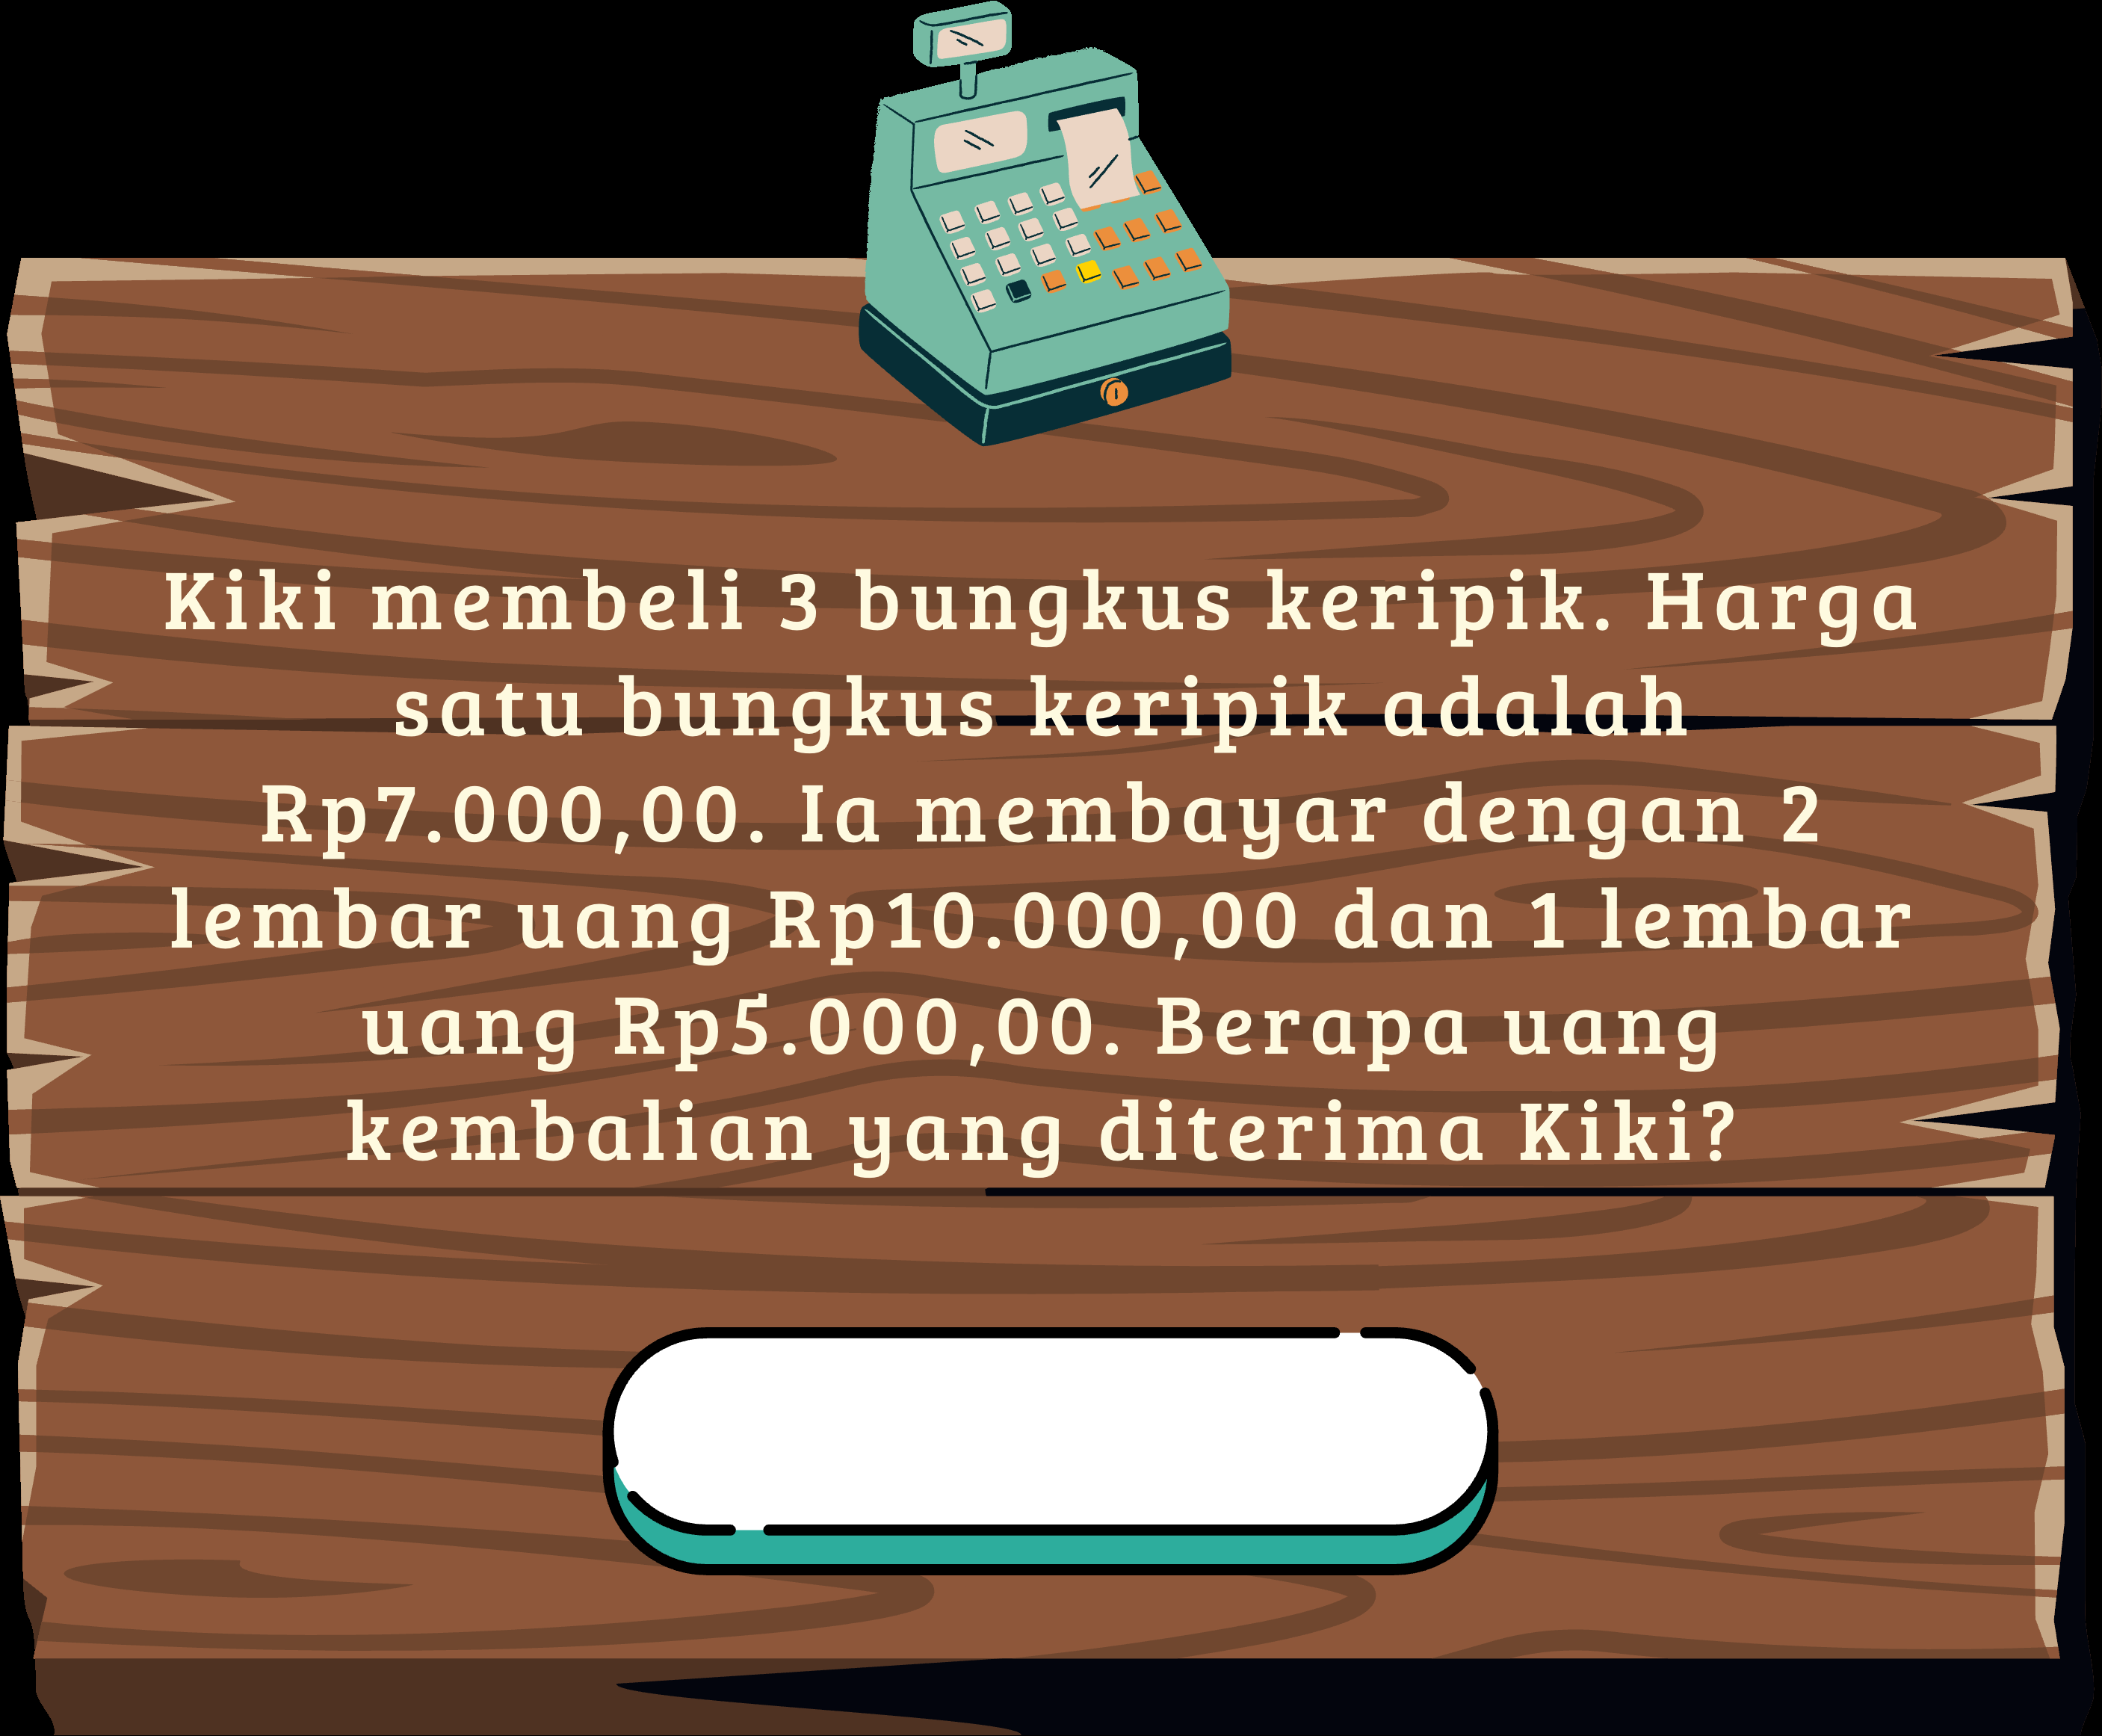 Kiki membeli 3 bungkus keripik. Harga
satu bungkus keripik adalah
Rp7.000,00. Ia membayar dengan 2
lembar uang Rp10.000,00 dan 1 lembar
uang Rp5.000,00. Berapa uang
kembalian yang diterima Kiki?